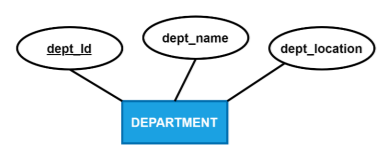 dept_Id
dept_name
dept_location
DEPARTMENT